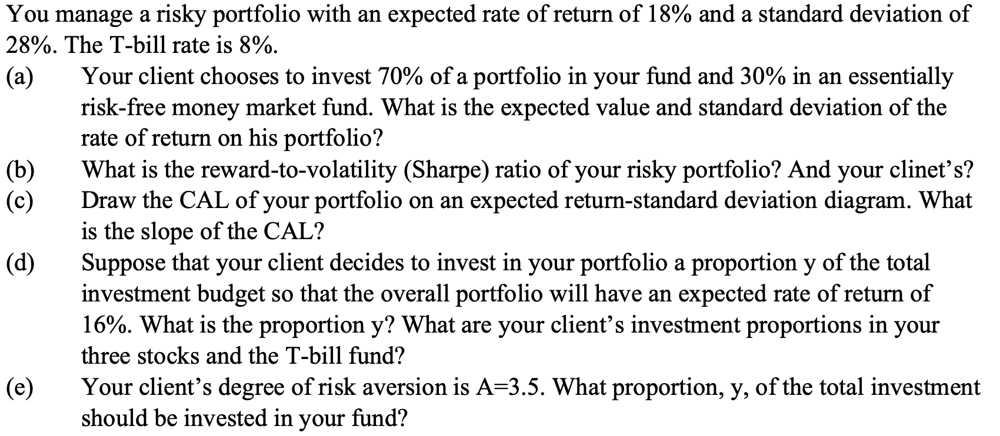 You manage a risky portfolio with an expected rate of return of 18% and a standard deviation of
28%. The T-bill rate is 8%.
(a) Your client chooses to invest 70% of a portfolio in your fund and 30% in an essentially
risk-free money market fund. What is the expected value and standard deviation of the
rate of return on his portfolio?
(b) What is the reward-to-volatility (Sharpe) ratio of your risky portfolio? And your clinet’s?
(c) Draw the CAL of your portfolio on an expected return-standard deviation diagram. What
is the slope of the CAL?
(d) Suppose that your client decides to invest in your portfolio a proportion y of the total
investment budget so that the overall portfolio will have an expected rate of return of
16%. What is the proportion y? What are your client’s investment proportions in your
three stocks and the T-bill fund?
(e) Your client’s degree of risk aversion is A=3.5. What proportion, y, of the total investment
should be invested in your fund?